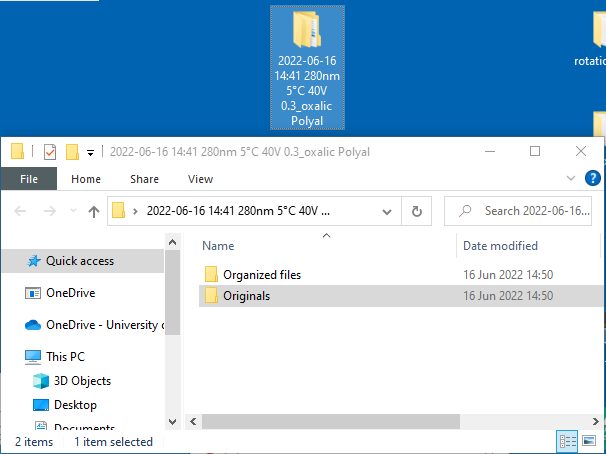 2022-06-16
14:41 280nm
5°C 40V
0.3_oxalic
Polyal
2022-06-16 14:41 280nm 5°C 40V 0.3_oxalic Polyal
File Home Share View
2022-06-16 14:41 280nm 5°C 40V ...
Search 2022-06-16...
Name Date modified
Quick access
OneDrive
OneDrive - University
This PC
3D Objects
Desktop
Documents
Organized files 16 Jun 2022 14:50
Originals 16 Jun 2022 14:50
2 items 1 item selected